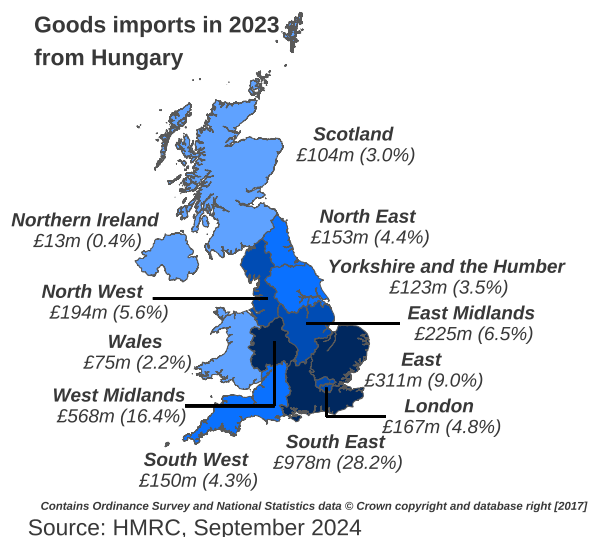 Goods imports in 2023
from Hungary
Scotland
£104m (3.0%)
Northern Ireland
£13m (0.4%)
North East
£153m (4.4%)
Yorkshire and the Humber
£123m (3.5%)
North West
£194m (5.6%)
East Midlands
£225m (6.5%)
Wales
£75m (2.2%)
East
£311m (9.0%)
West Midlands
£568m (16.4%)
London
£167m (4.8%)
South East
£978m (28.2%)
South West
£150m (4.3%)
Contains Ordinance Survey and National Statistics data © Crown copyright and database right [2017]
Source: HMRC, September 2024